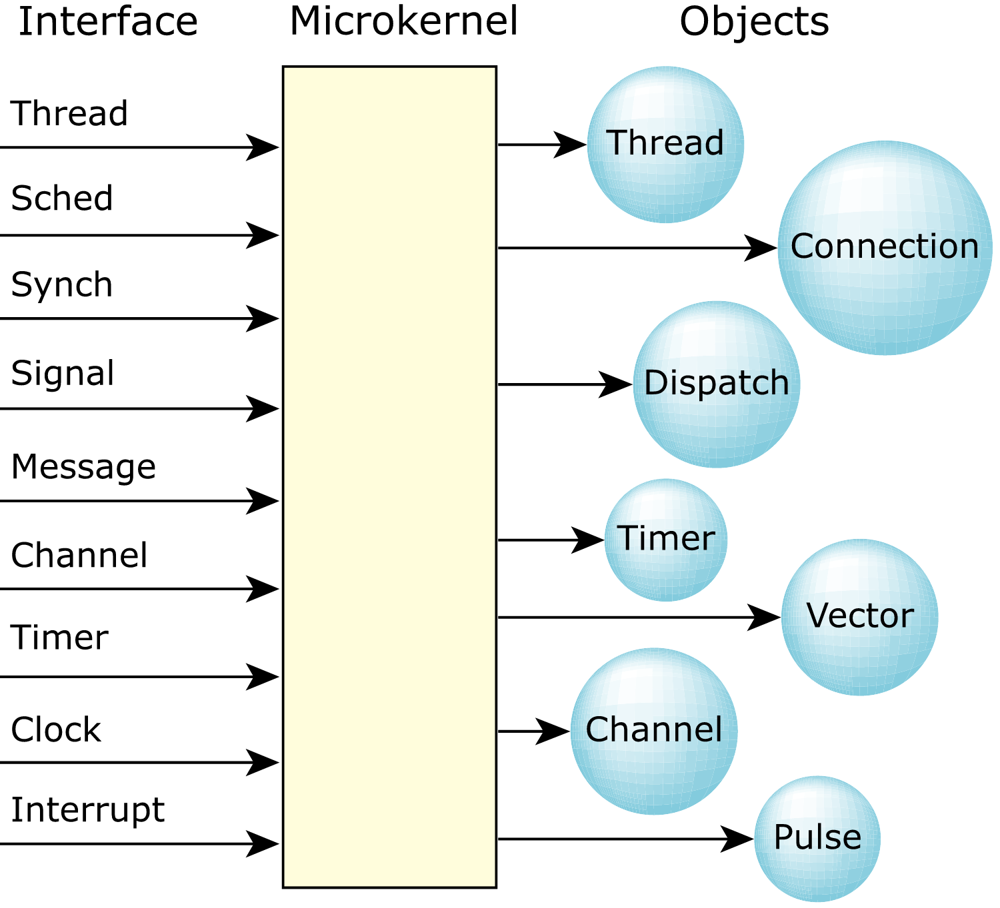 Interface
Microkernel
Objects
Thread
Sched
Synch
Signal
Message
Channel
Timer
Clock
Interrupt
Thread
Connection
Dispatch
Timer
Vector
Channel
Pulse